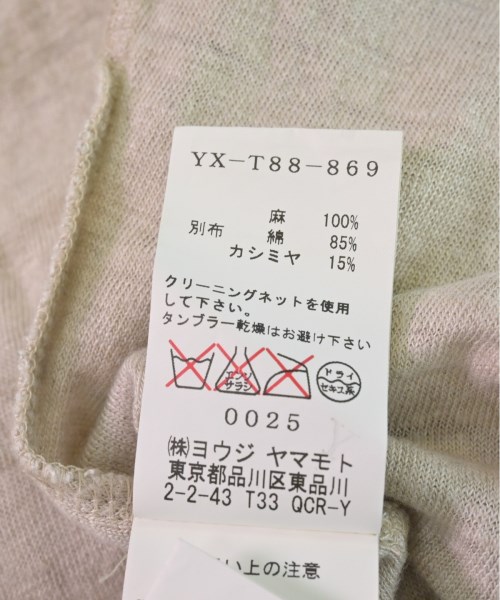 YX-T88-869
麻 100%
別布 綿 85%
カシミヤ 15%
クリーニングネットを使用
して下さい。
タンブラー乾燥はお避け下さい
エンソ サラシ
ドライ
セキユ系
0025
㈱ヨウジ ヤマモト
東京都品川区東品川
2-2-43 T33 QCR-Y
い上の注意